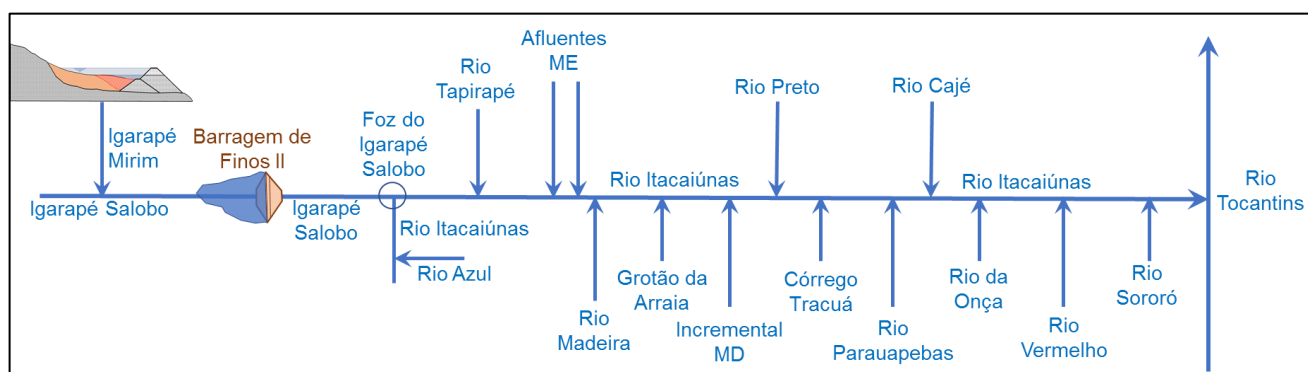 Afluentes
ME
Rio
Tapirapé
Rio Preto
Rio Cajé
Foz do
Igarapé
Salobo
Igarapé
Mirim
Barragem de
Finos II
Rio Itacaiúnas
Rio Itacaiúnas
Rio
Tocantins
Igarapé Salobo
Igarapé
Salobo
Rio Itacaiúnas
Rio Azul
Grotão da
Arraia
Córrego
Tracuá
Rio da
Onça
Rio
Sororó
Rio
Madeira
Incremental
MD
Rio
Parauapebas
Rio
Vermelho